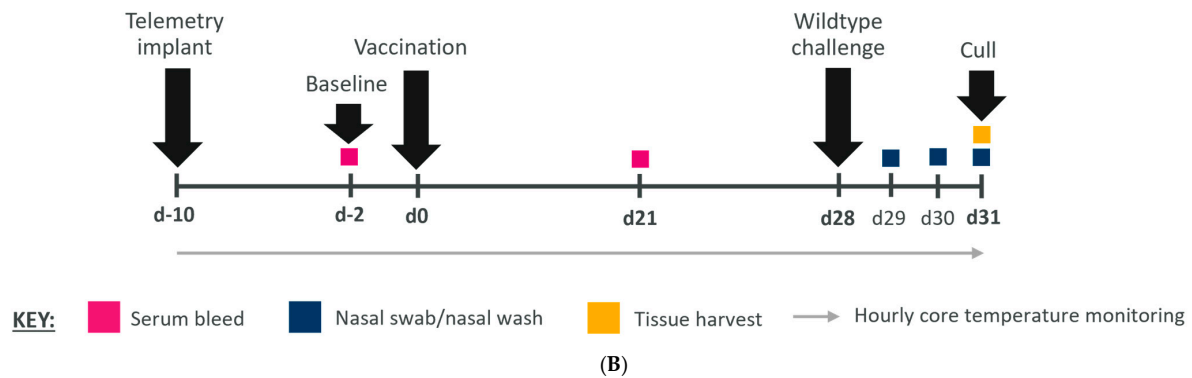 Telemetry
implant
Baseline
Vaccination
Wildtype
challenge
Cull
d-10
d-2
d0
d21
d28
d29
d30
d31
KEY:
Serum bleed
Nasal swab/nasal wash
Tissue harvest
Hourly core temperature monitoring
(B)